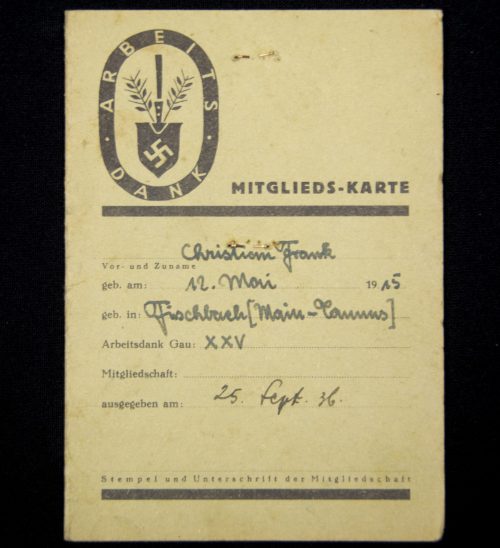 ARBEITS · DANK ·
MITGLIEDS-KARTE
Christian Frank
Vor- und Zuname
geb. am: 12. Mai 1915
geb. in: Fischbach [Main-Taunus]
Arbeitsdank Gau: XXV
Mitgliedschaft:
ausgegeben am: 25. Sept. 36.
Stempel und Unterschrift der Mitgliedschaft